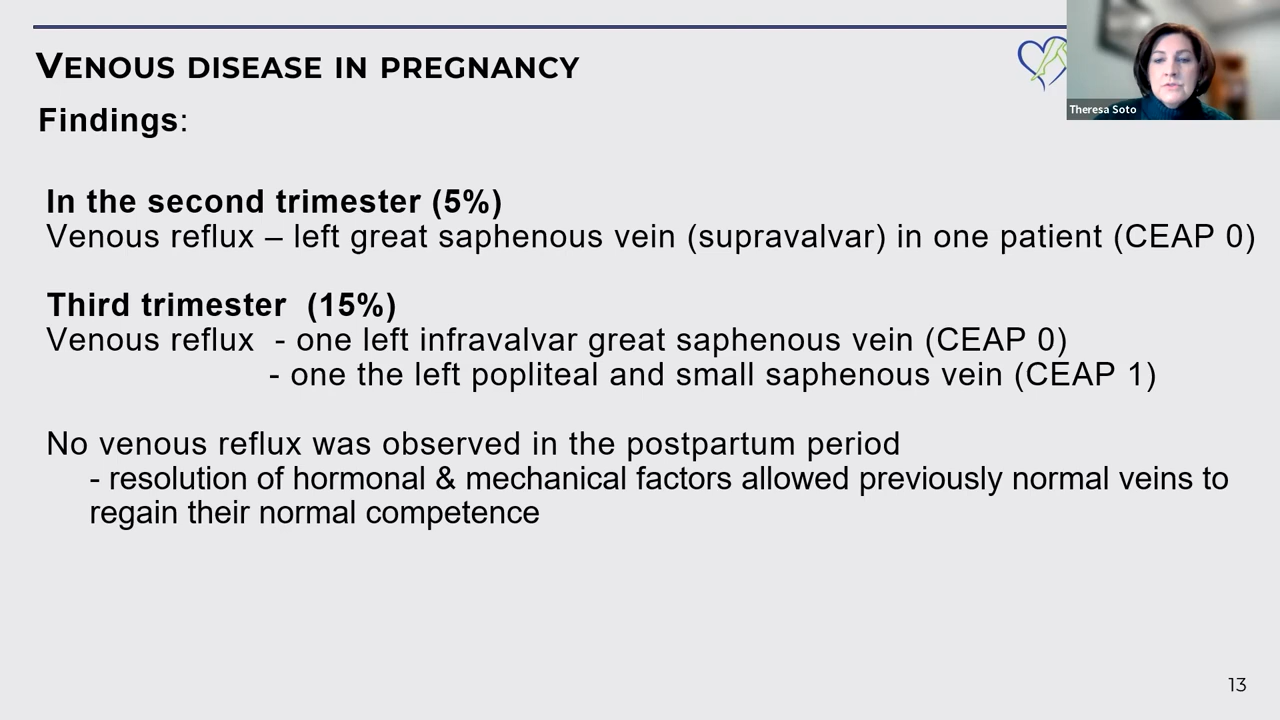 VENOUS DISEASE IN PREGNANCY
Theresa Soto
Findings:
In the second trimester (5%)
Venous reflux – left great saphenous vein (supravalvar) in one patient (CEAP 0)
Third trimester (15%)
Venous reflux - one left infravalvar great saphenous vein (CEAP 0)
- one the left popliteal and small saphenous vein (CEAP 1)
No venous reflux was observed in the postpartum period
- resolution of hormonal & mechanical factors allowed previously normal veins to
regain their normal competence
13